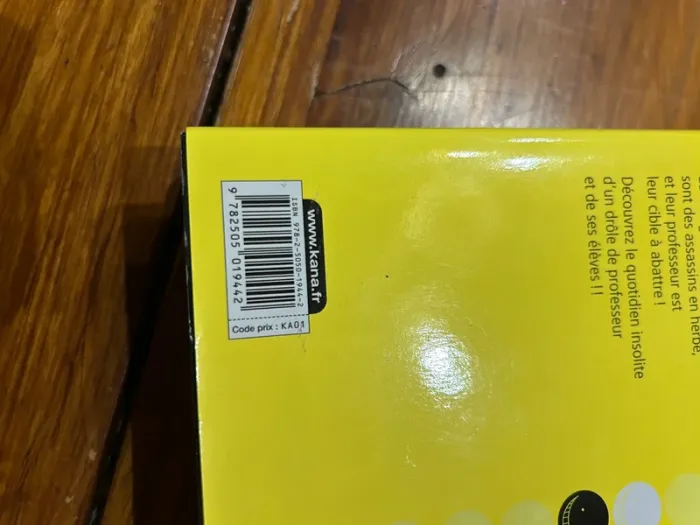 sont des assassins en herbe,
et leur professeur est
leur cible à abattre !
Découvrez le quotidien insolite
d'un drôle de professeur
et de ses élèves ! !
www.kana.fr
ISBN 978-2-5050-1944-2
9 782505 019442
Code prix : KA01